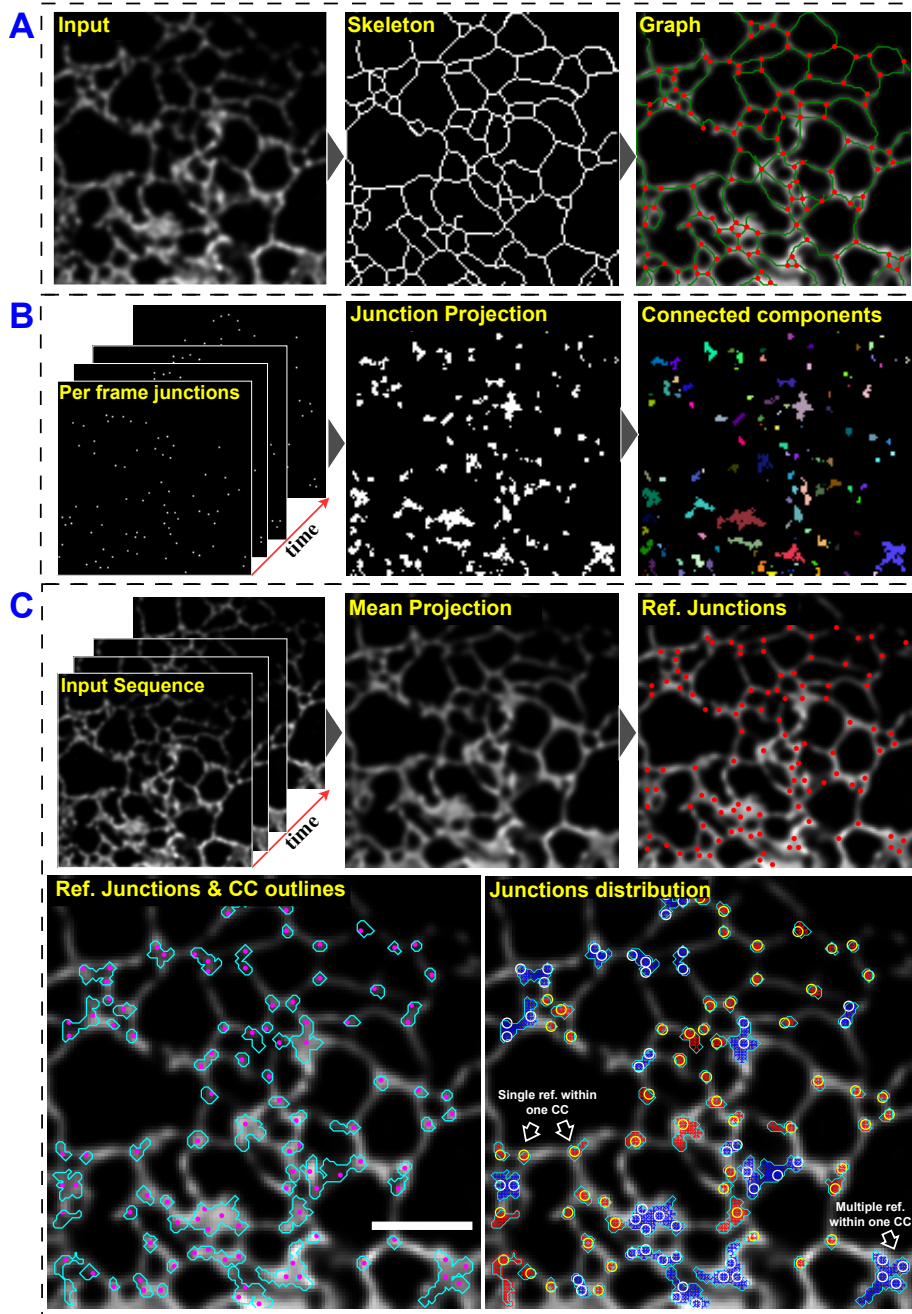 A
Input
Skeleton
Graph
B
Per frame junctions
time
Junction Projection
Connected components
C
Input Sequence
time
Mean Projection
Ref. Junctions
Ref. Junctions & CC outlines
Junctions distribution
Single ref. within
one CC
Multiple ref.
within one CC